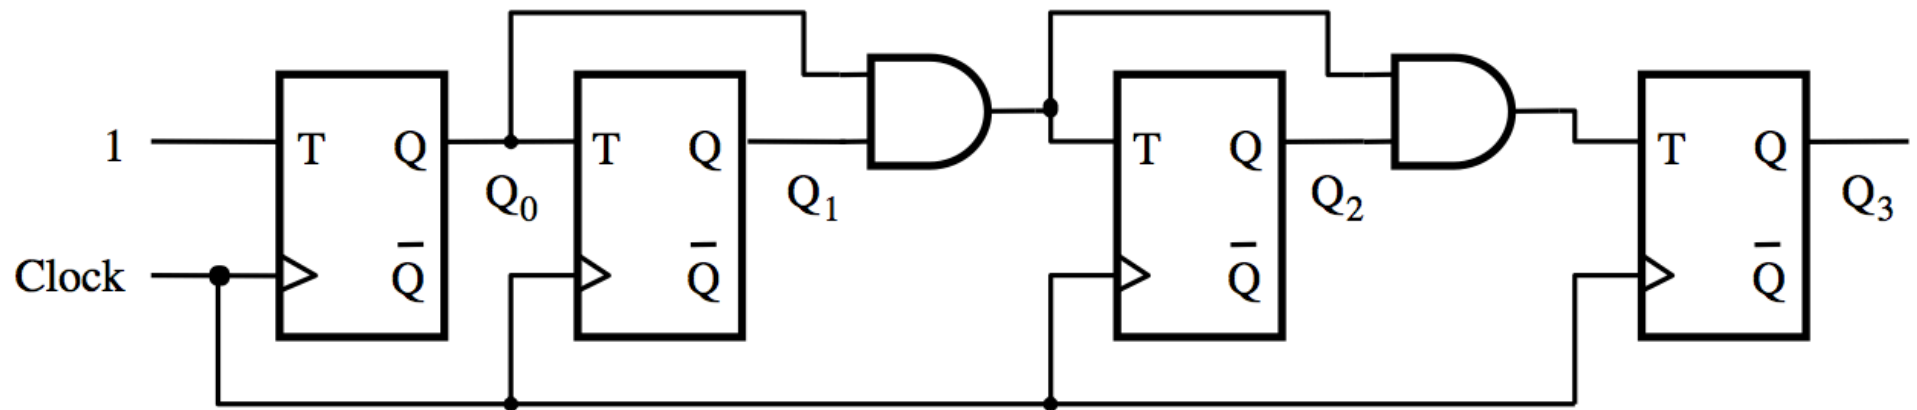 1 T Q T Q T Q T Q
Q0 Q1 Q2 Q3
Clock Q̅ Q̅ Q̅ Q̅